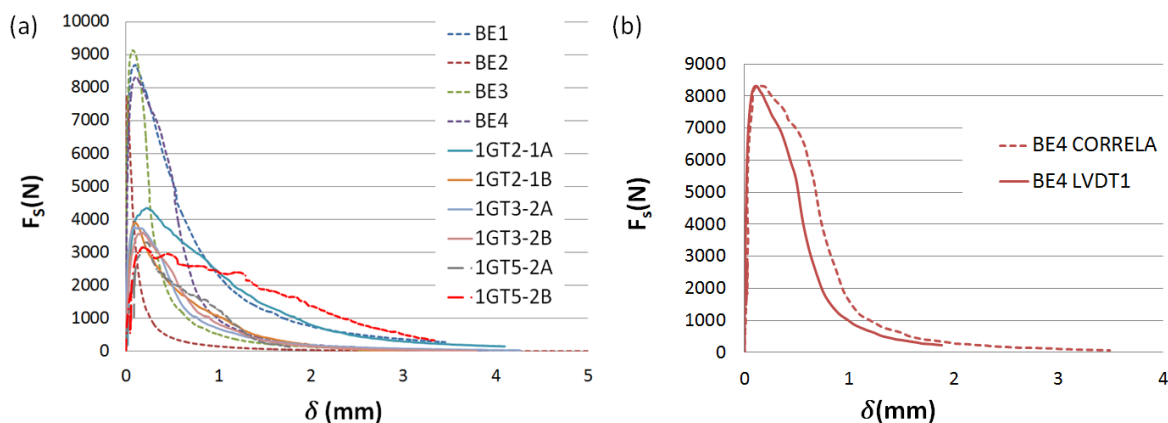 (a)
10000
9000
8000
7000
6000
5000
4000
3000
2000
1000
0
Fs(N)
0 1 2 3 4 5
δ (mm)
BE1
BE2
BE3
BE4
1GT2-1A
1GT2-1B
1GT3-2A
1GT3-2B
1GT5-2A
1GT5-2B
(b)
9000
8000
7000
6000
5000
4000
3000
2000
1000
0
Fs(N)
0 1 2 3 4
δ(mm)
BE4 CORRELA
BE4 LVDT1